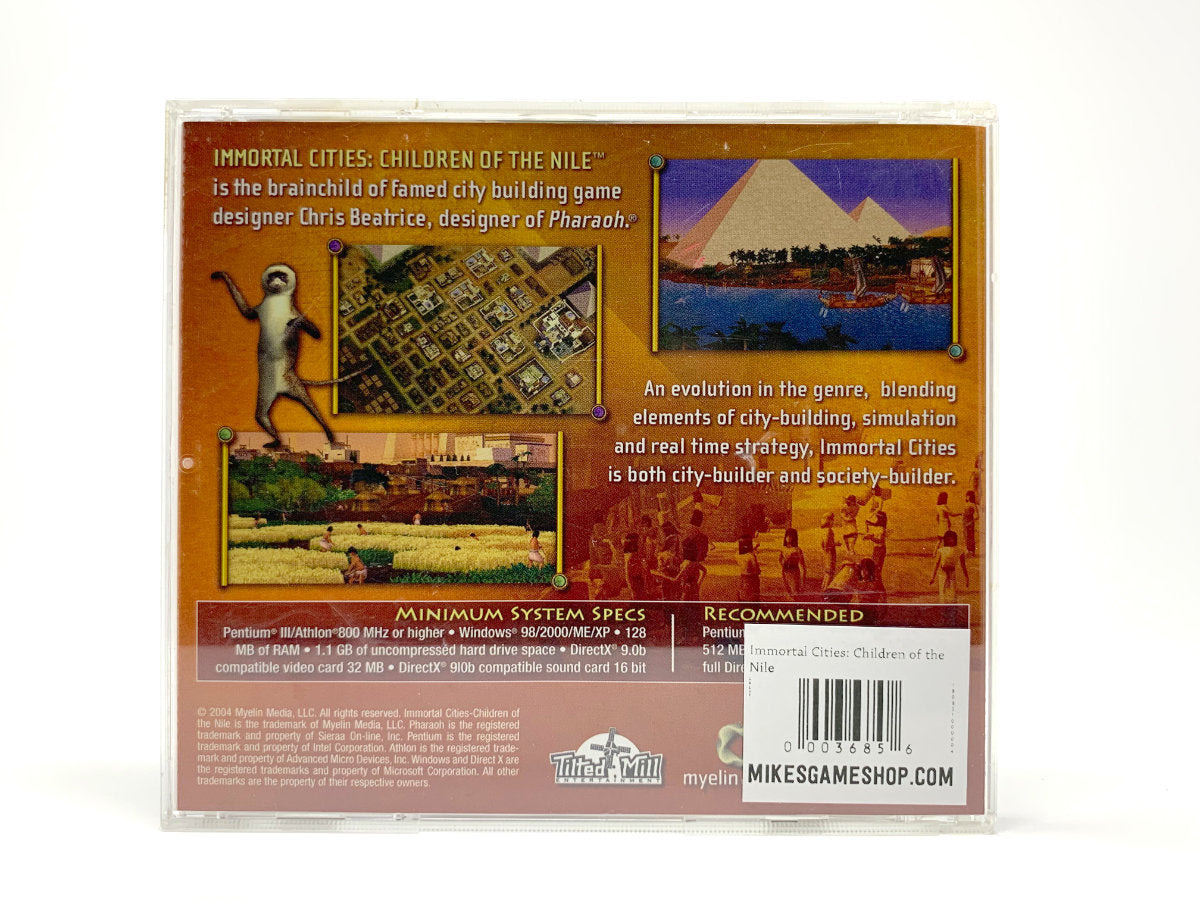 IMMORTAL CITIES: CHILDREN OF THE NILE™
is the brainchild of famed city building game
designer Chris Beatrice, designer of Pharaoh.®
An evolution in the genre, blending
elements of city-building, simulation
and real time strategy, Immortal Cities
is both city-builder and society-builder.
MINIMUM SYSTEM SPECS
Pentium® III/Athlon® 800 MHz or higher • Windows® 98/2000/ME/XP • 128
MB of RAM • 1.1 GB of uncompressed hard drive space • DirectX® 9.0b
compatible video card 32 MB • DirectX® 9l0b compatible sound card 16 bit
RECOMMENDED
Pentium
512 MB
full Dire
© 2004 Myelin Media, LLC. All rights reserved. Immortal Cities-Children of
the Nile is the trademark of Myelin Media, LLC. Pharaoh is the registered
trademark and property of Sieraa On-line, Inc. Pentium is the registered
trademark and property of Intel Corporation. Athlon is the registered trade-
mark and property of Advanced Micro Devices, Inc. Windows and Direct X are
the registered trademarks and property of Microsoft Corporation. All other
trademarks are the property of their respective owners.
Tilted Mill
ENTERTAINMENT
myelin
Immortal Cities: Children of the
Nile
0 003685 6
MIKESGAMESHOP.COM